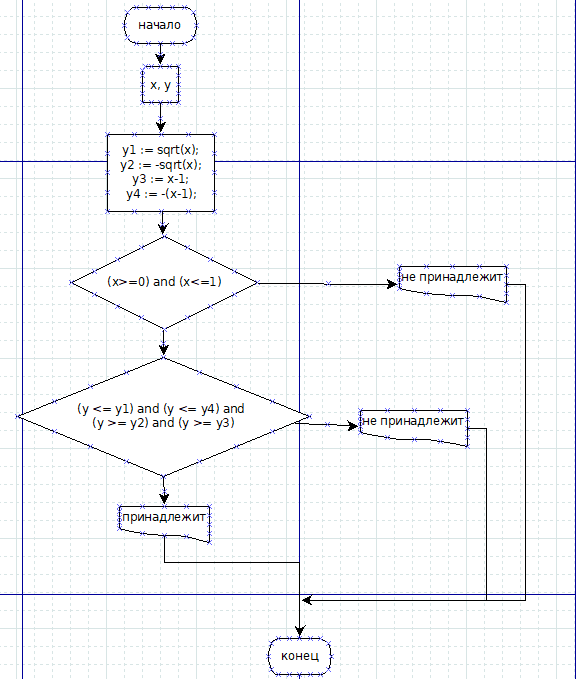 начало
x, y
y1 := sqrt(x);
y2 := -sqrt(x);
y3 := x-1;
y4 := -(x-1);
(x>=0) and (x<=1)
не принадлежит
(y <= y1) and (y <= y4) and
(y >= y2) and (y >= y3)
не принадлежит
принадлежит
конец